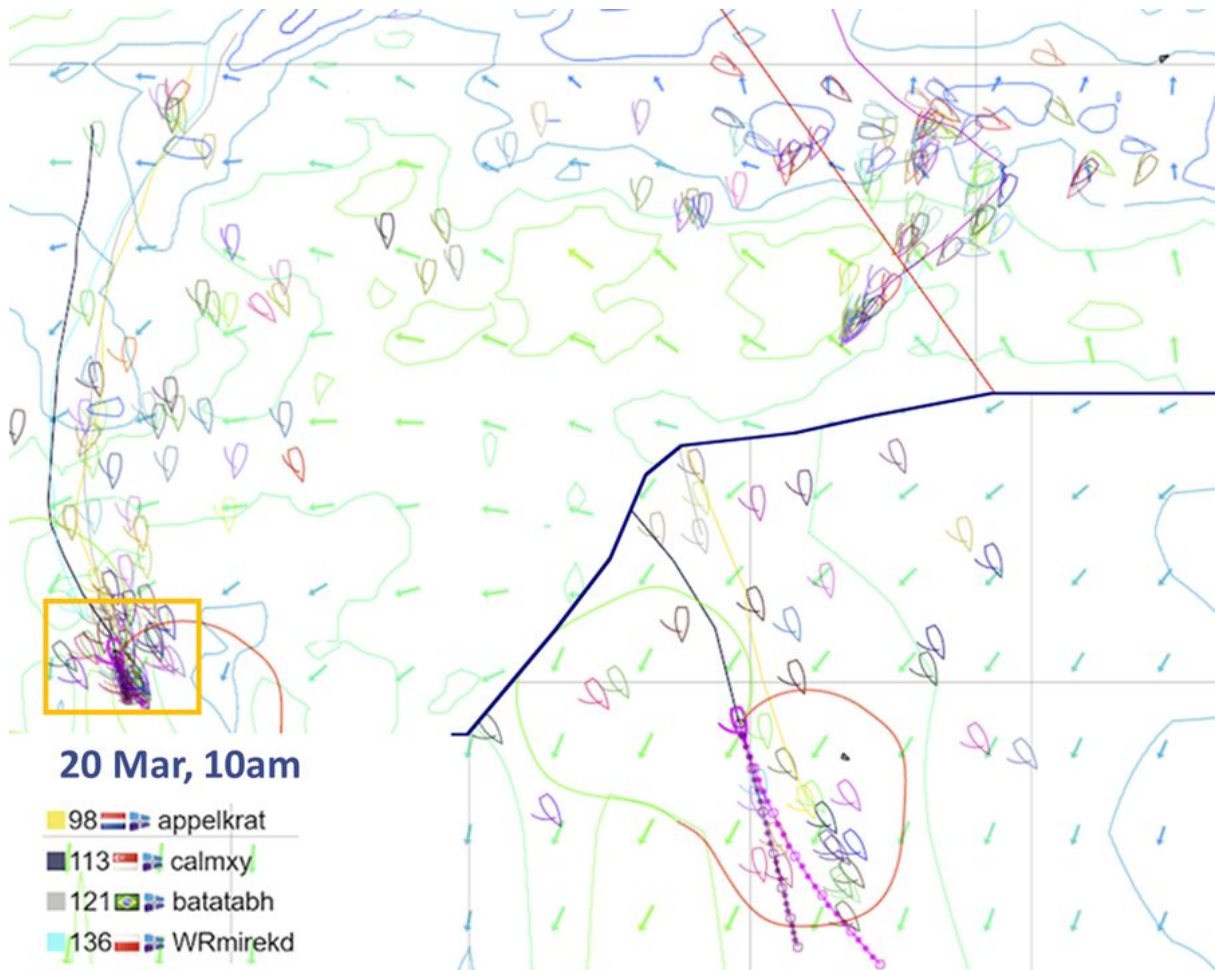 20 Mar, 10am
98 appelkrat
113 calmxy
121 batatabh
136 WRmirekd